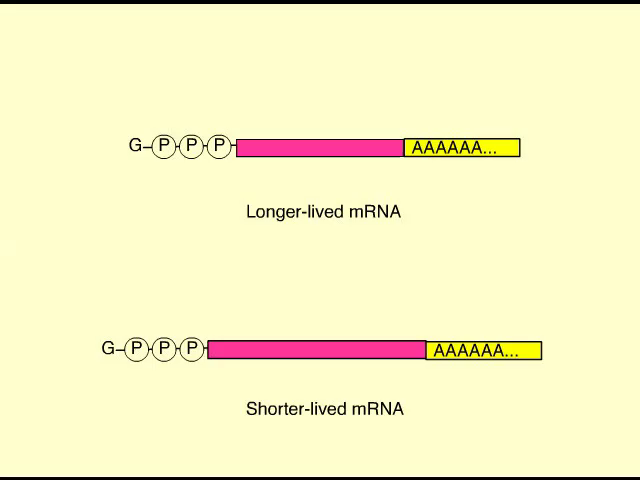 G P P P AAAAAA...
Longer-lived mRNA
G P P P AAAAAA...
Shorter-lived mRNA